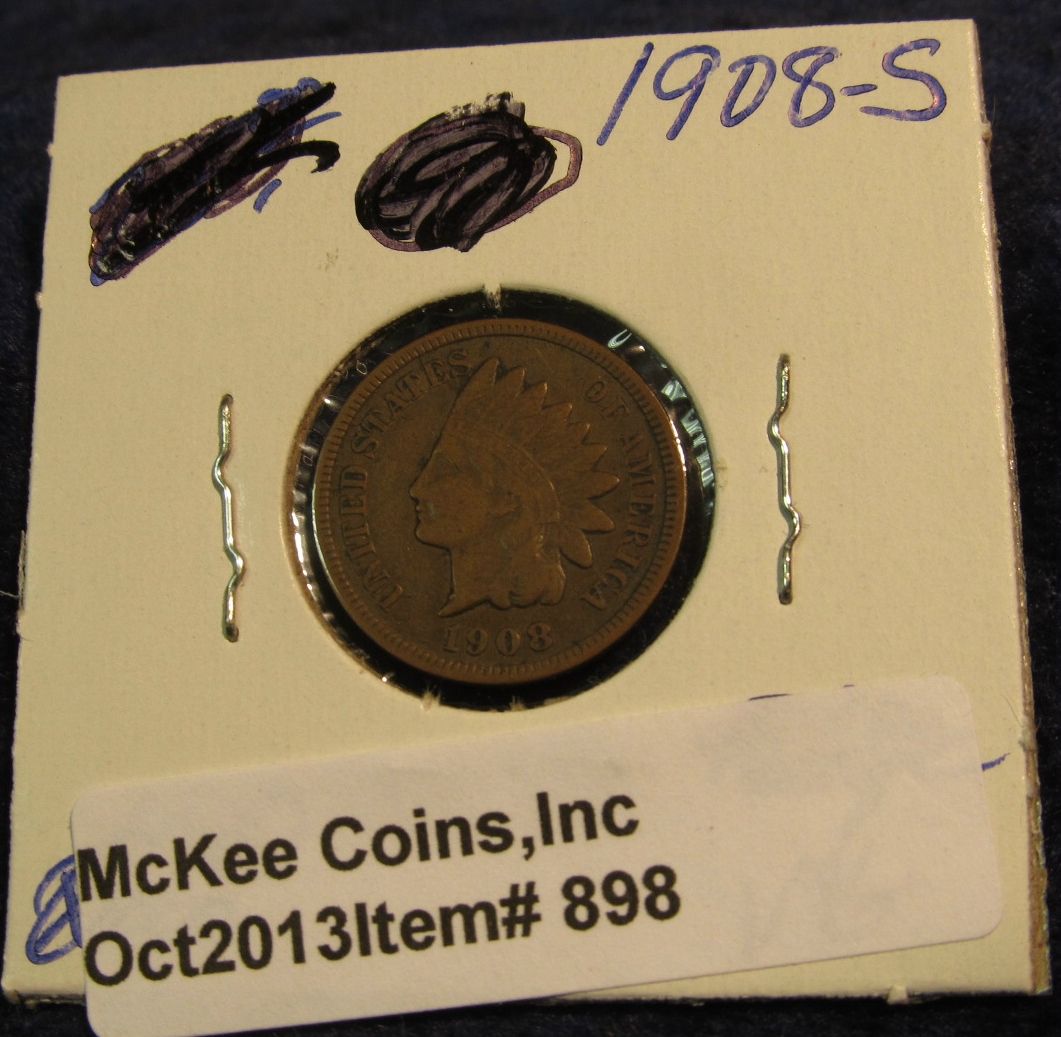 1908-S
UNITED STATES OF AMERICA
1908
McKee Coins,Inc
Oct2013Item# 898